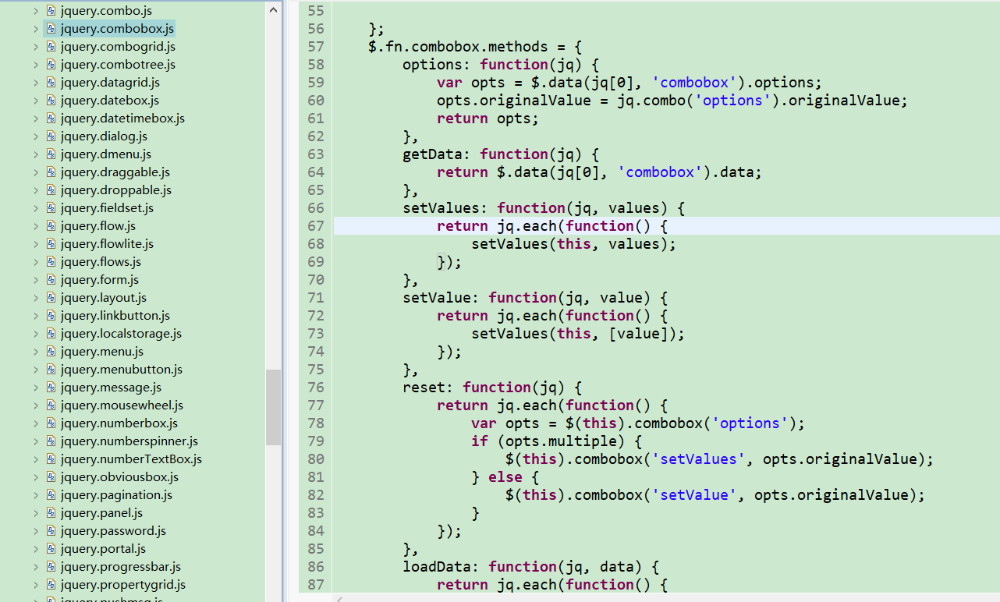 jquery.combo.js
jquery.combobox.js
jquery.combogrid.js
jquery.combotree.js
jquery.datagrid.js
jquery.datebox.js
jquery.datetimebox.js
jquery.dialog.js
jquery.dmenu.js
jquery.draggable.js
jquery.droppable.js
jquery.fieldset.js
jquery.flow.js
jquery.flowlite.js
jquery.flows.js
jquery.form.js
jquery.layout.js
jquery.linkbutton.js
jquery.localstorage.js
jquery.menu.js
jquery.menubutton.js
jquery.message.js
jquery.mousewheel.js
jquery.numberbox.js
jquery.numberspinner.js
jquery.numberTextBox.js
jquery.obviousbox.js
jquery.pagination.js
jquery.panel.js
jquery.password.js
jquery.portal.js
jquery.progressbar.js
jquery.propertygrid.js
jquery.pushmsg.js
55
56     };
57     $.fn.combobox.methods = {
58         options: function(jq) {
59             var opts = $.data(jq[0], 'combobox').options;
60             opts.originalValue = jq.combo('options').originalValue;
61             return opts;
62         },
63         getData: function(jq) {
64             return $.data(jq[0], 'combobox').data;
65         },
66         setValues: function(jq, values) {
67             return jq.each(function() {
68                 setValues(this, values);
69             });
70         },
71         setValue: function(jq, value) {
72             return jq.each(function() {
73                 setValues(this, [value]);
74             });
75         },
76         reset: function(jq) {
77             return jq.each(function() {
78                 var opts = $(this).combobox('options');
79                 if (opts.multiple) {
80                     $(this).combobox('setValues', opts.originalValue);
81                 } else {
82                     $(this).combobox('setValue', opts.originalValue);
83                 }
84             });
85         },
86         loadData: function(jq, data) {
87             return jq.each(function() {